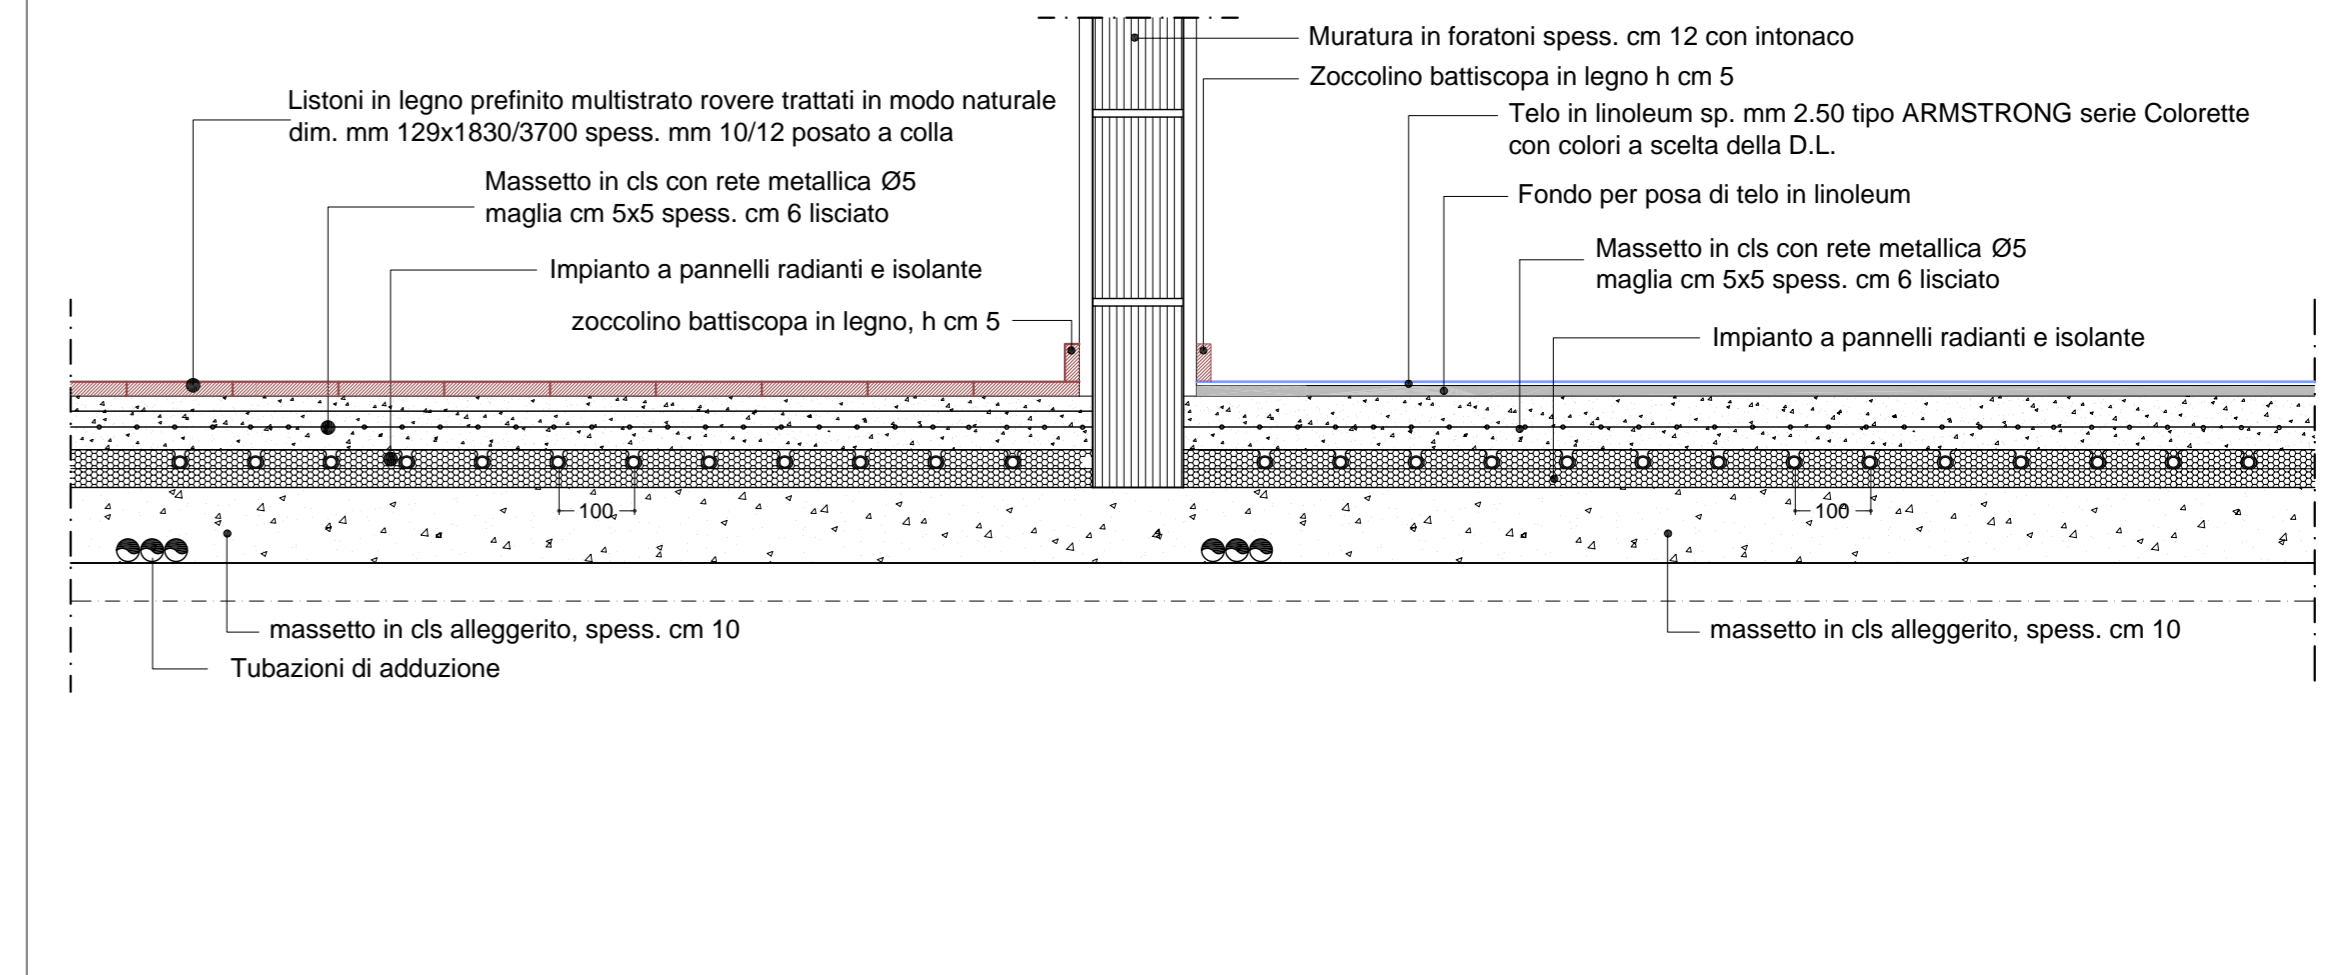 Muratura in foratoni spess. cm 12 con intonaco
Zoccolino battiscopa in legno h cm 5
Listoni in legno prefinito multistrato rovere trattati in modo naturale
dim. mm 129x1830/3700 spess. mm 10/12 posato a colla
Telo in linoleum sp. mm 2.50 tipo ARMSTRONG serie Colorette
con colori a scelta della D.L.
Massetto in cls con rete metallica Ø5
maglia cm 5x5 spess. cm 6 lisciato
Fondo per posa di telo in linoleum
Massetto in cls con rete metallica Ø5
maglia cm 5x5 spess. cm 6 lisciato
Impianto a pannelli radianti e isolante
zoccolino battiscopa in legno, h cm 5
Impianto a pannelli radianti e isolante
100
100
massetto in cls alleggerito, spess. cm 10
massetto in cls alleggerito, spess. cm 10
Tubazioni di adduzione